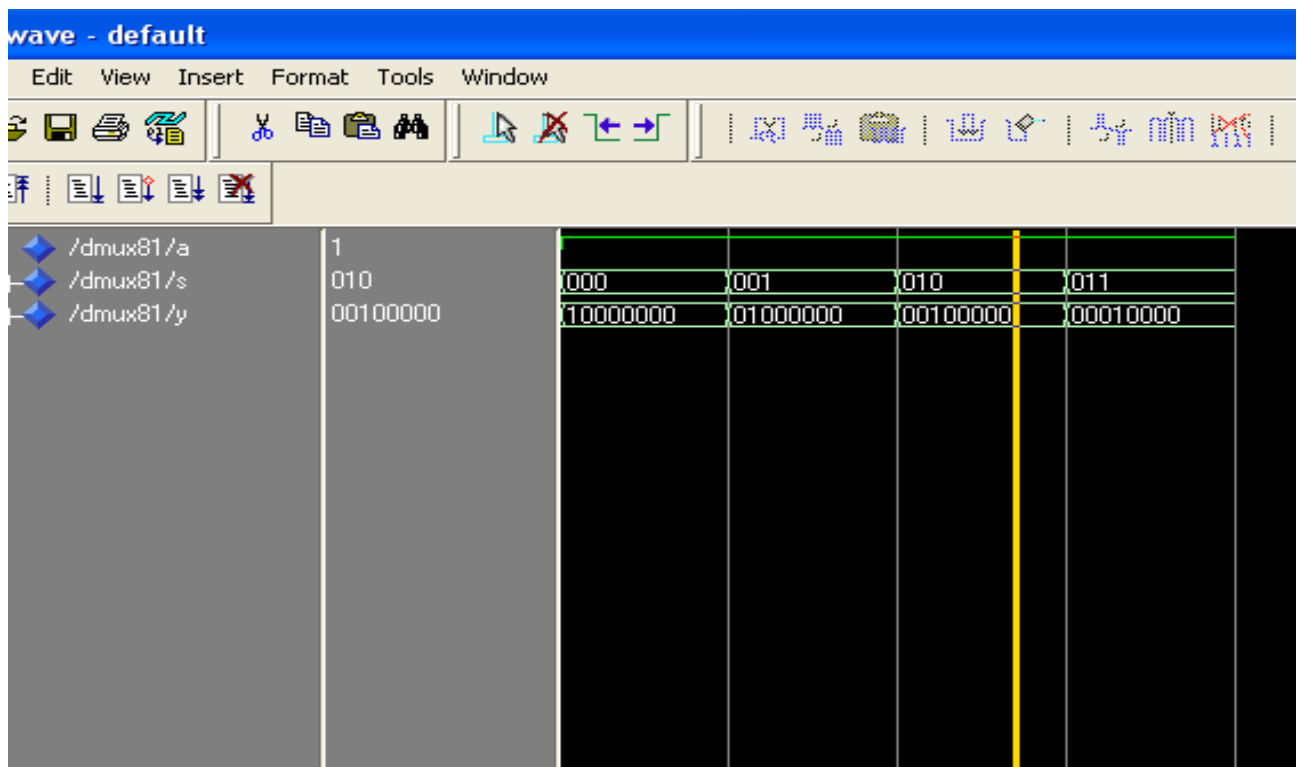 wave - default
Edit View Insert Format Tools Window
/dmux81/a 1
/dmux81/s 010 000 001 010 011
/dmux81/y 00100000 10000000 01000000 00100000 00010000